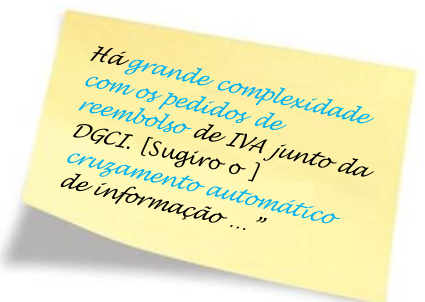 Há grande complexidade
com os pedidos de
reembolso de IVA junto da
DGCI. [Sugiro o ]
cruzamento automático
de informação ... ”